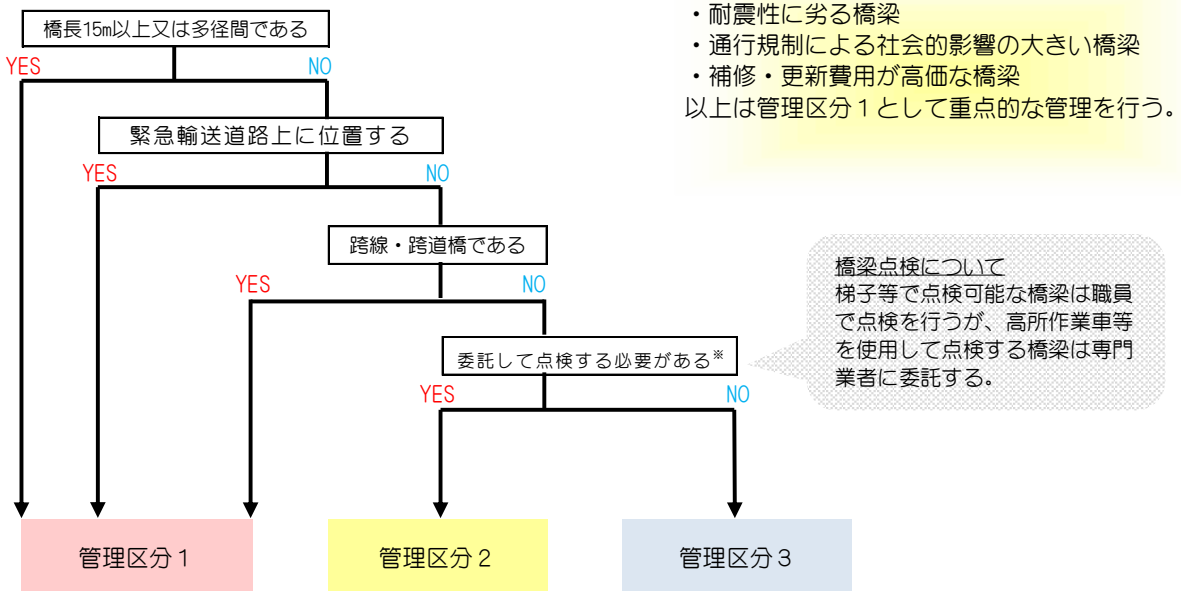 橋長15m以上又は多径間である
YES
NO
緊急輸送道路上に位置する
YES
NO
跨線・跨道橋である
YES
NO
委託して点検する必要がある※
YES
NO
管理区分1
管理区分2
管理区分3
・耐震性に劣る橋梁
・通行規制による社会的影響の大きい橋梁
・補修・更新費用が高価な橋梁
以上は管理区分1として重点的な管理を行う。
橋梁点検について
梯子等で点検可能な橋梁は職員
で点検を行うが、高所作業車等
を使用して点検する橋梁は専門
業者に委託する。